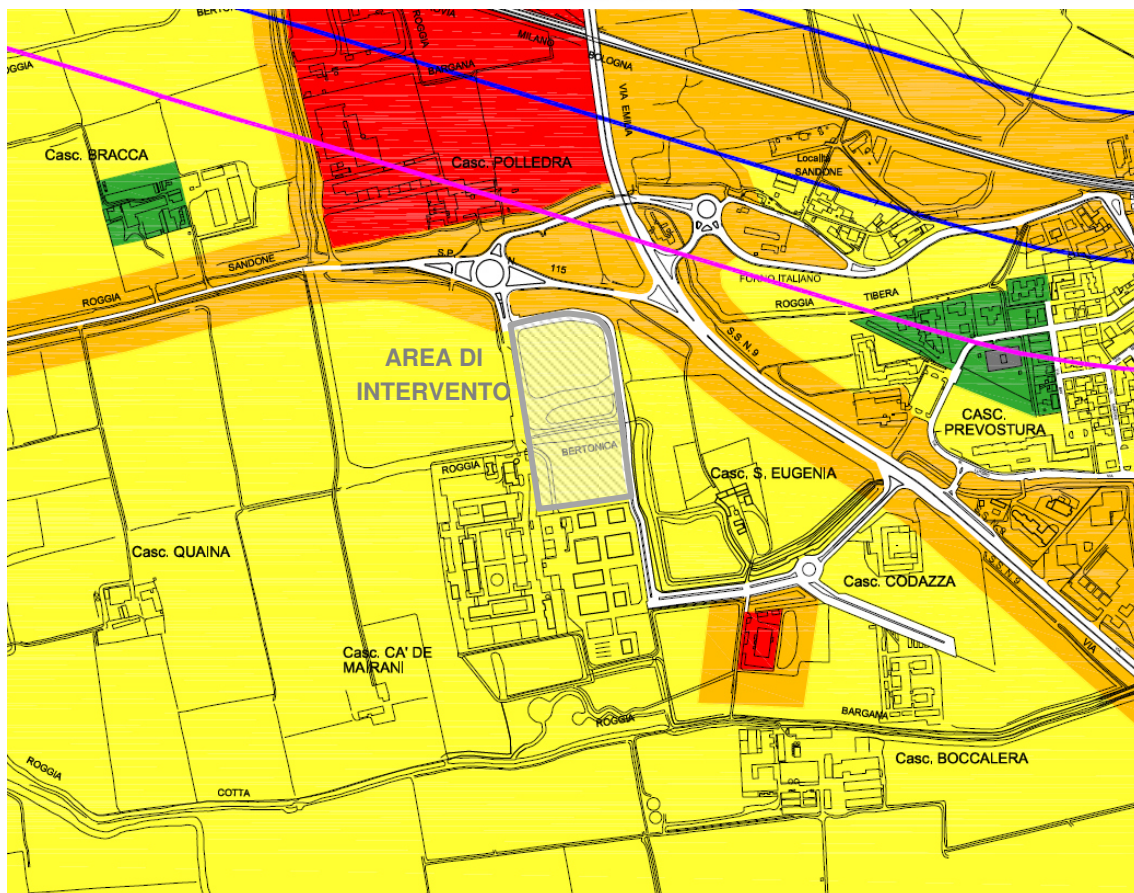 ROGGIA
MILANO
BOLOGNA
BARGANA
VIA EMILIA
ROGGIA
Casc. BRACCA
Casc. POLLEDRA
Località
SANDONE
SANDONE
S.P.
N.
115
ROGGIA
FORNO ITALIANO
ROGGIA
TIBERA
S.S. N. 9
AREA DI
INTERVENTO
CASC.
PREVOSTURA
BERTONICA
ROGGIA
Casc. S. EUGENIA
Casc. QUAINA
Casc. CODAZZA
S.S. N. 9
VIA
Casc. CA' DE
MAIRANI
ROGGIA
BARGANA
Casc. BOCCALERA
ROGGIA
COTTA